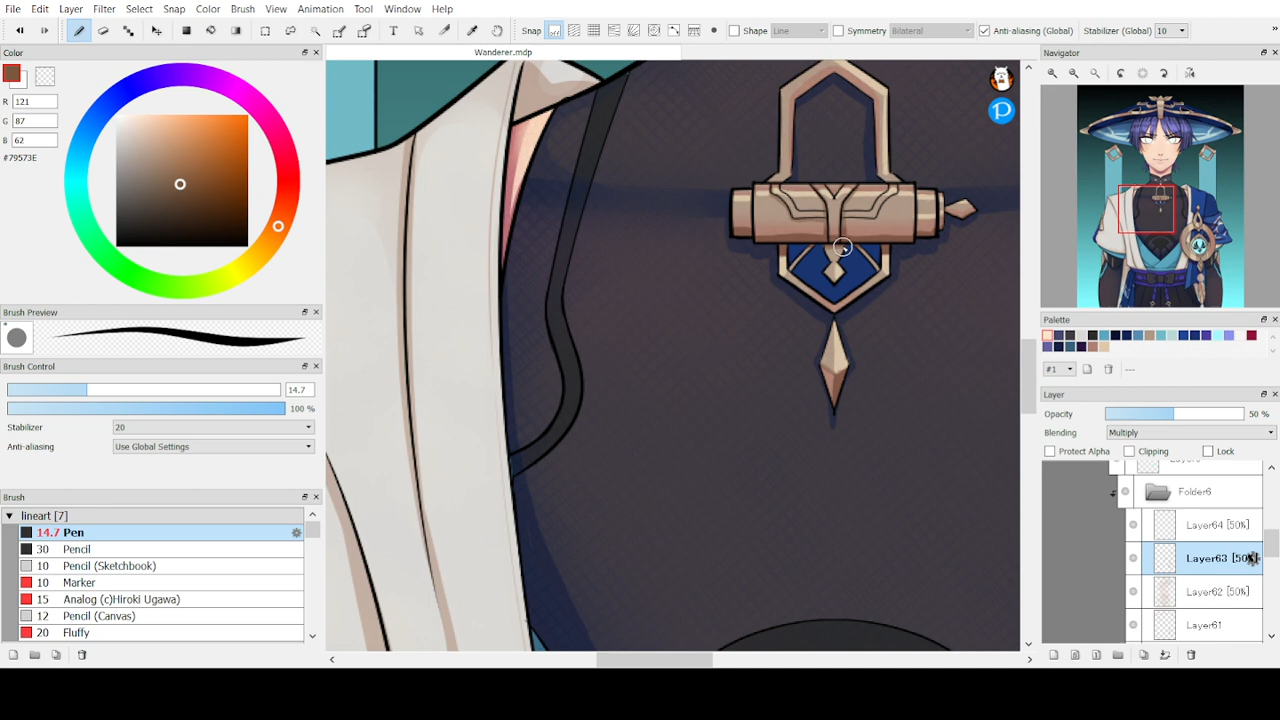 File Edit Layer Filter Select Snap Color Brush View Animation Tool Cloud Window Help
Snap Shape Line Symmetry Bilateral Anti-aliasing (Global) Stabilizer (Global) 10
Color
Wanderer.mdp
Navigator
R 121
G 87
B 62
#79573E
Brush Preview
Brush Control
14.7
100 %
Stabilizer 20
Anti-aliasing Use Global Settings
Brush
lineart [7]
14.7 Pen
30 Pencil
10 Pencil (Sketchbook)
10 Marker
15 Analog (c)Hiroki Ugawa)
12 Pencil (Canvas)
20 Fluffy
Palette
#1 ---
Layer
Opacity 50 %
Blending Multiply
Protect Alpha Clipping Lock
Folder6
Layer64 [50%]
Layer63 [50%]
Layer62 [50%]
Layer61